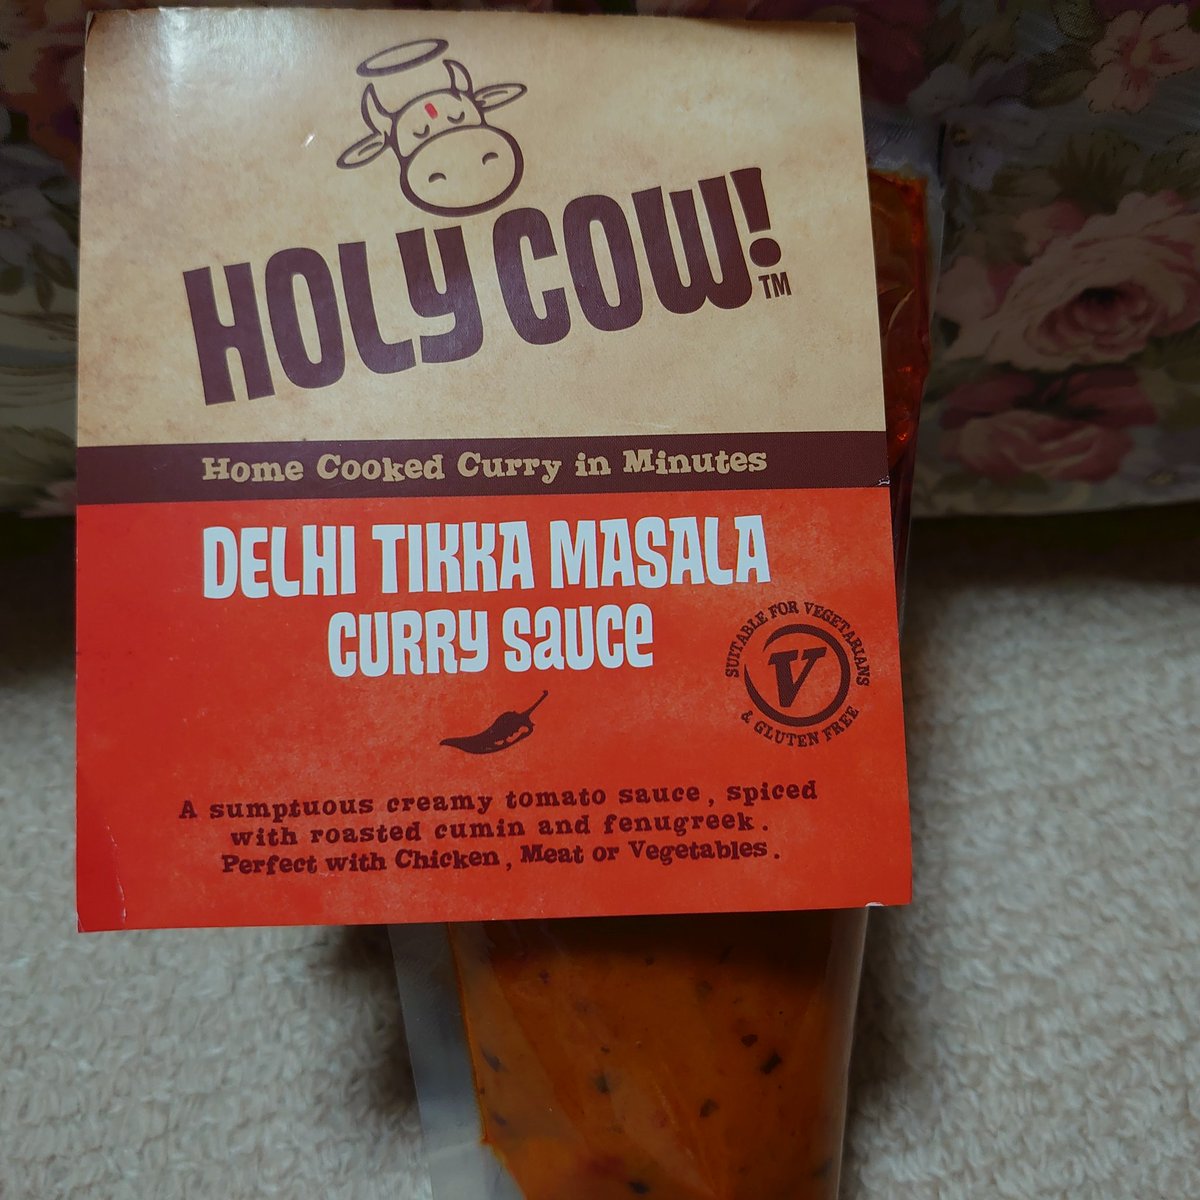 HOLY COW!
TM
Home Cooked Curry in Minutes
DELHI TIKKA MASALA
CURRY SAUCE
SUITABLE FOR VEGETARIANS
V
& GLUTEN FREE
A sumptuous creamy tomato sauce, spiced
with roasted cumin and fenugreek.
Perfect with Chicken, Meat or Vegetables.